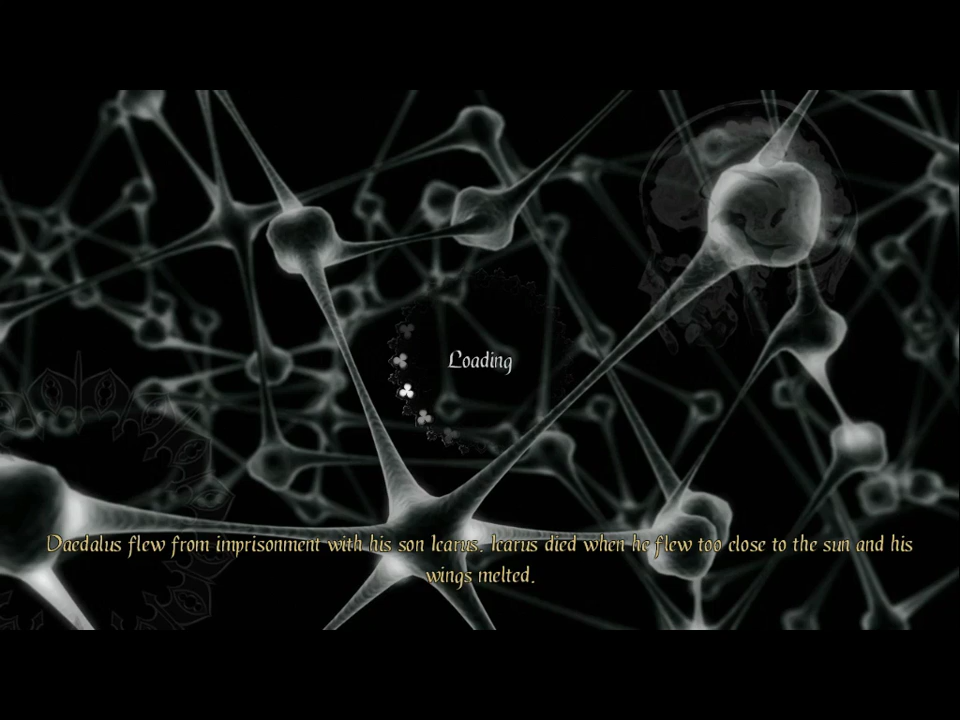 Loading
Daedalus flew from imprisonment with his son Icarus. Icarus died when he flew too close to the sun and his
wings melted.